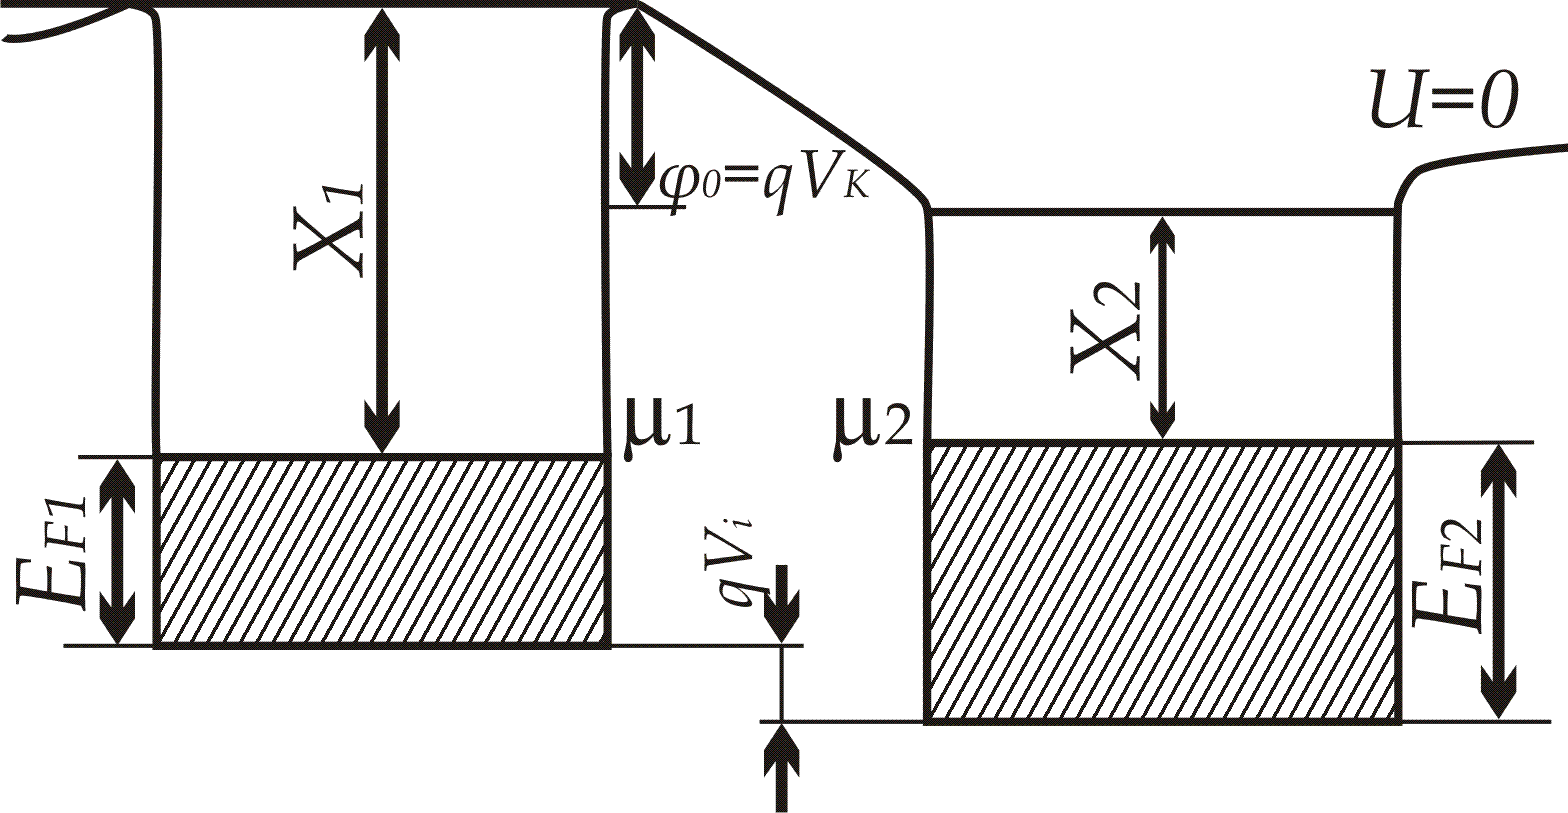 U=0
φ0=qVK
X1
X2
μ1
μ2
EF1
qVi
EF2